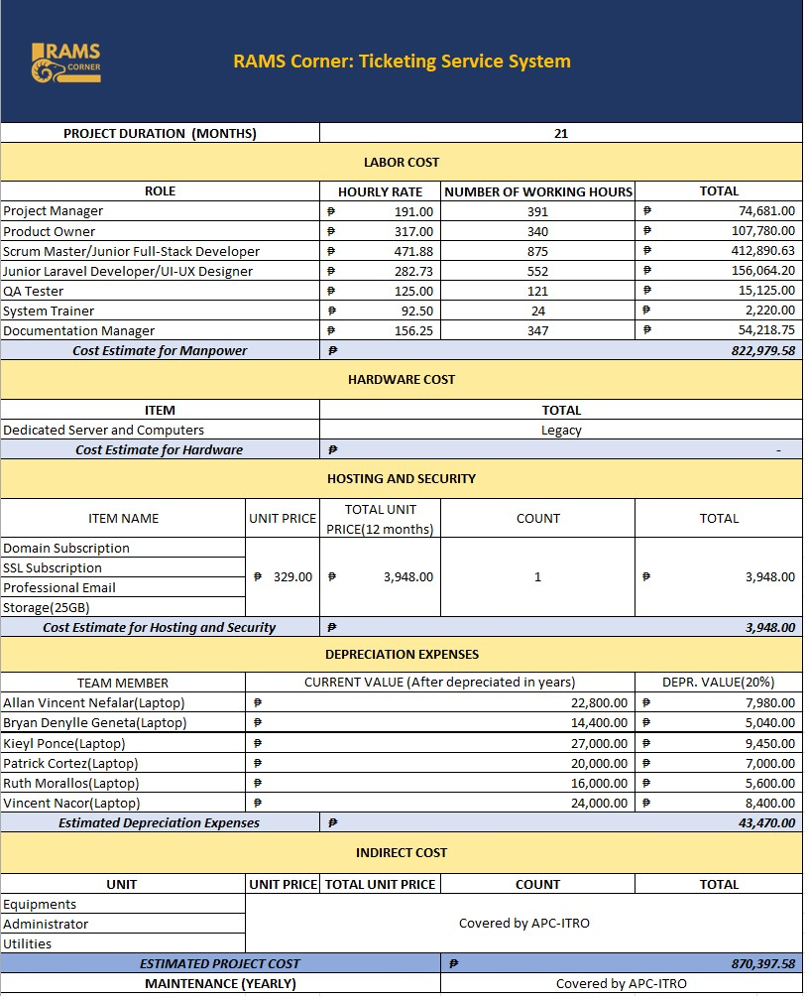 RAMS
CORNER
RAMS Corner: Ticketing Service System
PROJECT DURATION (MONTHS) 21
LABOR COST
ROLE HOURLY RATE NUMBER OF WORKING HOURS TOTAL
Project Manager ₱ 191.00 391 ₱ 74,681.00
Product Owner ₱ 317.00 340 ₱ 107,780.00
Scrum Master/Junior Full-Stack Developer ₱ 471.88 875 ₱ 412,890.63
Junior Laravel Developer/UI-UX Designer ₱ 282.73 552 ₱ 156,064.20
QA Tester ₱ 125.00 121 ₱ 15,125.00
System Trainer ₱ 92.50 24 ₱ 2,220.00
Documentation Manager ₱ 156.25 347 ₱ 54,218.75
Cost Estimate for Manpower ₱ 822,979.58
HARDWARE COST
ITEM TOTAL
Dedicated Server and Computers Legacy
Cost Estimate for Hardware ₱ -
HOSTING AND SECURITY
ITEM NAME UNIT PRICE TOTAL UNIT PRICE(12 months) COUNT TOTAL
Domain Subscription
SSL Subscription
Professional Email
Storage(25GB)
₱ 329.00 ₱ 3,948.00 1 ₱ 3,948.00
Cost Estimate for Hosting and Security ₱ 3,948.00
DEPRECIATION EXPENSES
TEAM MEMBER CURRENT VALUE (After depreciated in years) DEPR. VALUE(20%)
Allan Vincent Nefalar(Laptop) ₱ 22,800.00 ₱ 7,980.00
Bryan Denylle Geneta(Laptop) ₱ 14,400.00 ₱ 5,040.00
Kieyl Ponce(Laptop) ₱ 27,000.00 ₱ 9,450.00
Patrick Cortez(Laptop) ₱ 20,000.00 ₱ 7,000.00
Ruth Morallos(Laptop) ₱ 16,000.00 ₱ 5,600.00
Vincent Nacor(Laptop) ₱ 24,000.00 ₱ 8,400.00
Estimated Depreciation Expenses ₱ 43,470.00
INDIRECT COST
UNIT UNIT PRICE TOTAL UNIT PRICE COUNT TOTAL
Equipments
Administrator
Utilities
Covered by APC-ITRO
ESTIMATED PROJECT COST ₱ 870,397.58
MAINTENANCE (YEARLY) Covered by APC-ITRO